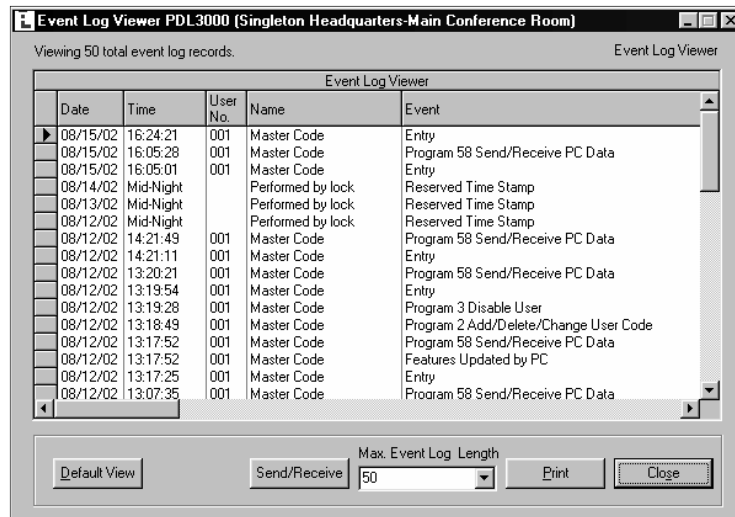 Event Log Viewer PDL3000 (Singleton Headquarters-Main Conference Room)
Viewing 50 total event log records. Event Log Viewer
Event Log Viewer
Date Time User No. Name Event
08/15/02 16:24:21 001 Master Code Entry
08/15/02 16:05:28 001 Master Code Program 58 Send/Receive PC Data
08/15/02 16:05:01 001 Master Code Entry
08/14/02 Mid-Night Performed by lock Reserved Time Stamp
08/13/02 Mid-Night Performed by lock Reserved Time Stamp
08/12/02 Mid-Night Performed by lock Reserved Time Stamp
08/12/02 14:21:49 001 Master Code Program 58 Send/Receive PC Data
08/12/02 14:21:11 001 Master Code Entry
08/12/02 13:20:21 001 Master Code Program 58 Send/Receive PC Data
08/12/02 13:19:54 001 Master Code Entry
08/12/02 13:19:28 001 Master Code Program 3 Disable User
08/12/02 13:18:49 001 Master Code Program 2 Add/Delete/Change User Code
08/12/02 13:17:52 001 Master Code Program 58 Send/Receive PC Data
08/12/02 13:17:52 001 Master Code Features Updated by PC
08/12/02 13:17:25 001 Master Code Entry
08/12/02 13:07:35 001 Master Code Program 58 Send/Receive PC Data
Max. Event Log Length
Default View Send/Receive 50 Print Close